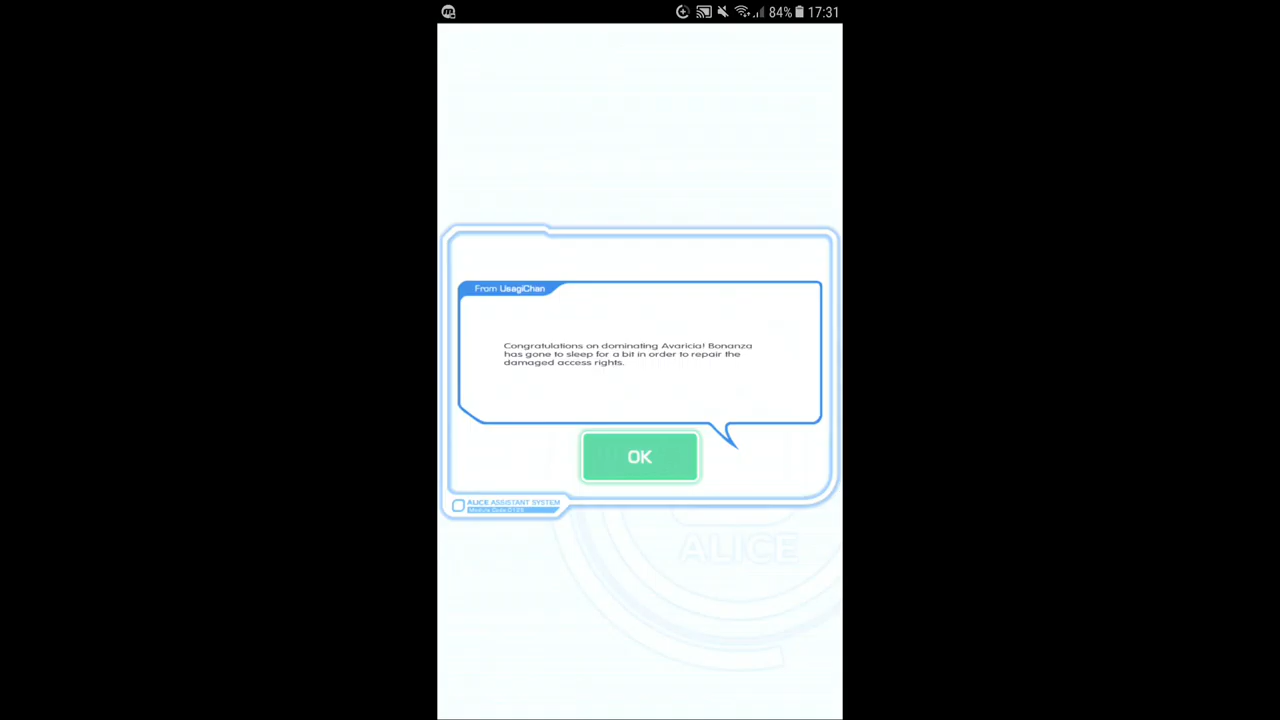 84% 17:31
From UsagiChan
Congratulations on dominating Avaricia! Bonanza
has gone to sleep for a bit in order to repair the
damaged access rights.
OK
ALICE ASSISTANT SYSTEM
ALICE